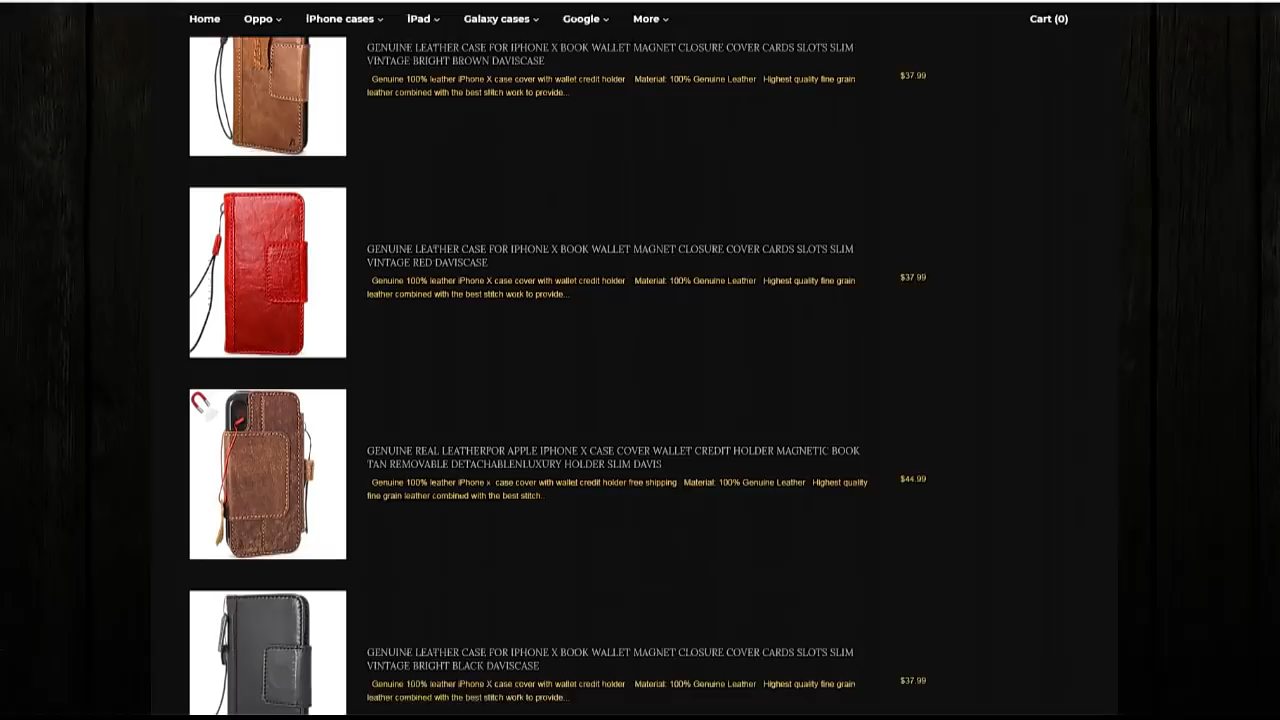 Home Oppo iPhone cases iPad Galaxy cases Google More Cart (0)
GENUINE LEATHER CASE FOR IPHONE X BOOK WALLET MAGNET CLOSURE COVER CARDS SLOTS SLIM
VINTAGE BRIGHT BROWN DAVISCASE
Genuine 100% leather iPhone X case cover with wallet credit holder Material: 100% Genuine Leather Highest quality fine grain
leather combined with the best stitch work to provide...
$37.99
GENUINE LEATHER CASE FOR IPHONE X BOOK WALLET MAGNET CLOSURE COVER CARDS SLOTS SLIM
VINTAGE RED DAVISCASE
Genuine 100% leather iPhone X case cover with wallet credit holder Material: 100% Genuine Leather Highest quality fine grain
leather combined with the best stitch work to provide...
$37.99
GENUINE REAL LEATHERPOR APPLE IPHONE X CASE COVER WALLET CREDIT HOLDER MAGNETIC BOOK
TAN REMOVABLE DETACHABLENLUXURY HOLDER SLIM DAVIS
Genuine 100% leather iPhone x case cover with wallet credit holder free shipping Material: 100% Genuine Leather Highest quality
fine grain leather combined with the best stitch...
$44.99
GENUINE LEATHER CASE FOR IPHONE X BOOK WALLET MAGNET CLOSURE COVER CARDS SLOTS SLIM
VINTAGE BRIGHT BLACK DAVISCASE
Genuine 100% leather iPhone X case cover with wallet credit holder Material: 100% Genuine Leather Highest quality fine grain
leather combined with the best stitch work to provide...
$37.99